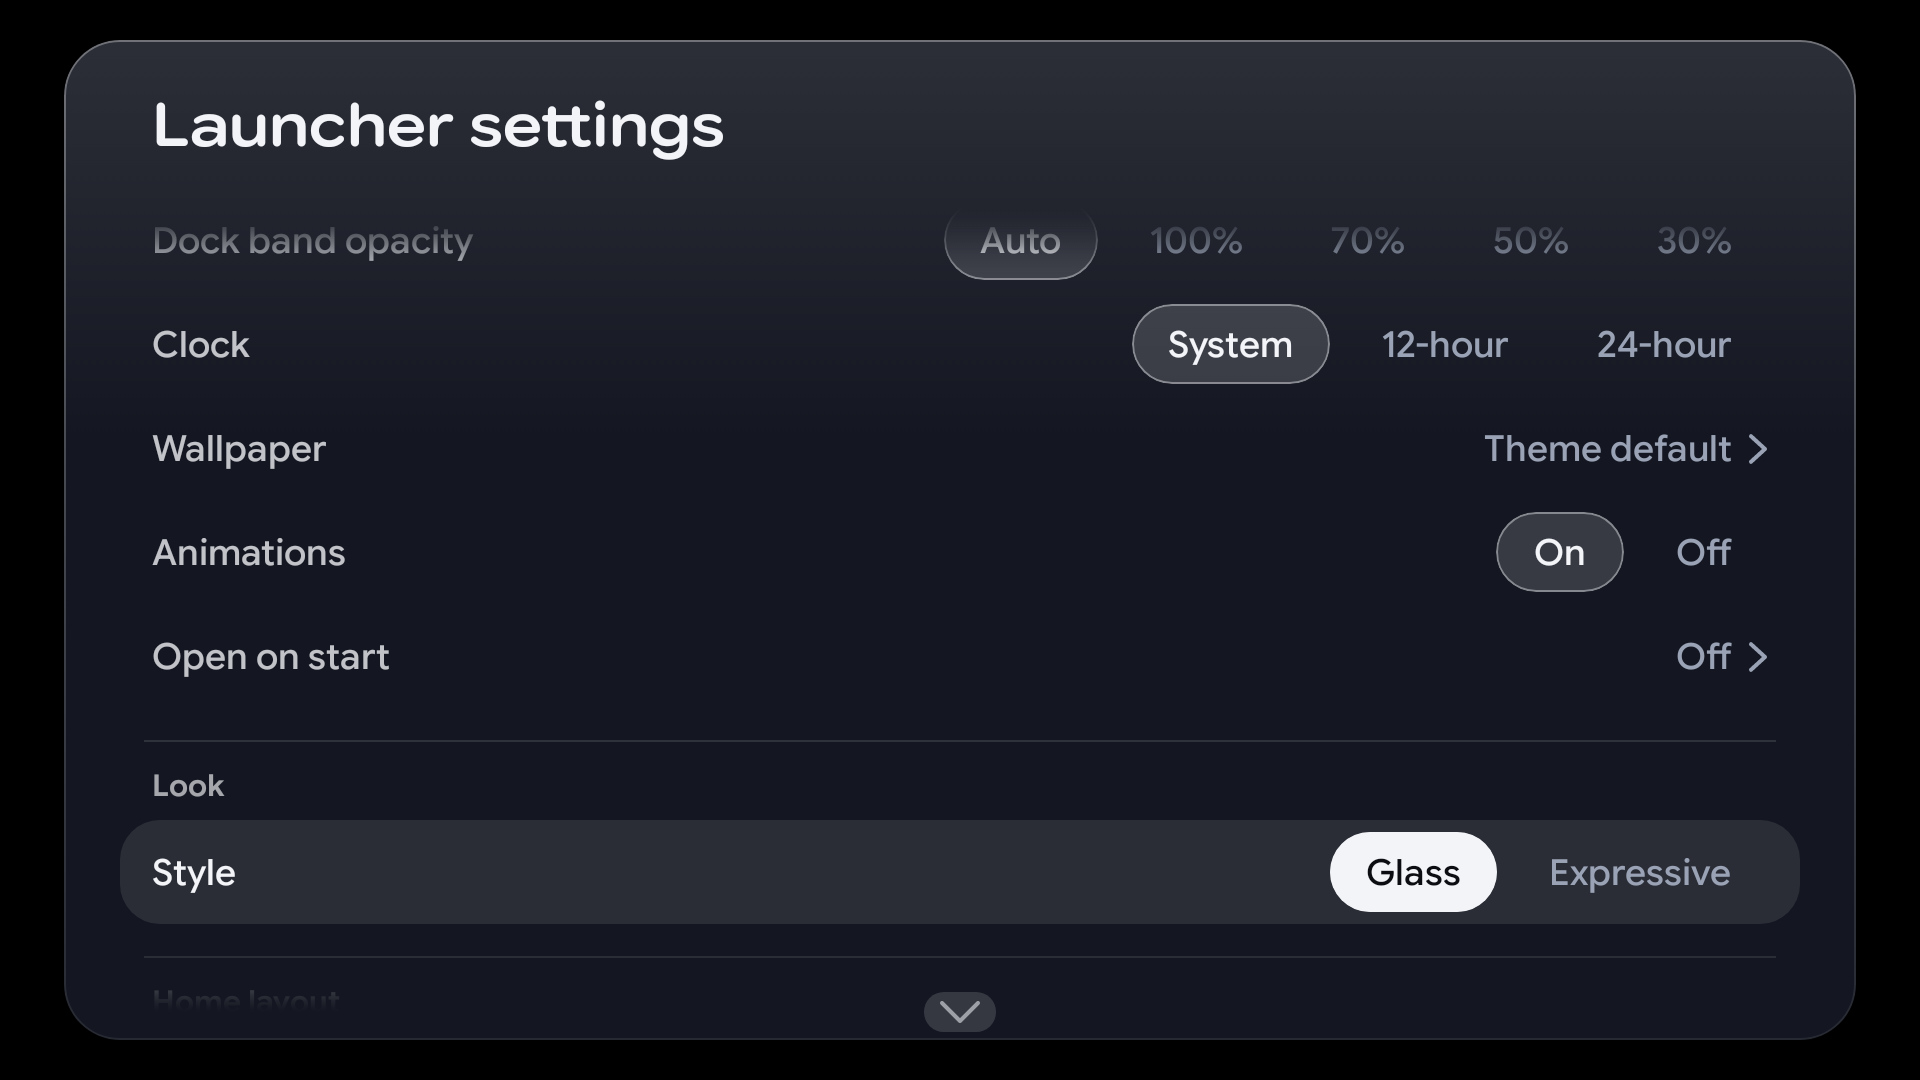 Launcher settings
Dock band opacity Auto 100% 70% 50% 30%
Clock System 12-hour 24-hour
Wallpaper Theme default
Animations On Off
Open on start Off
Look
Style Glass Expressive
Home layout